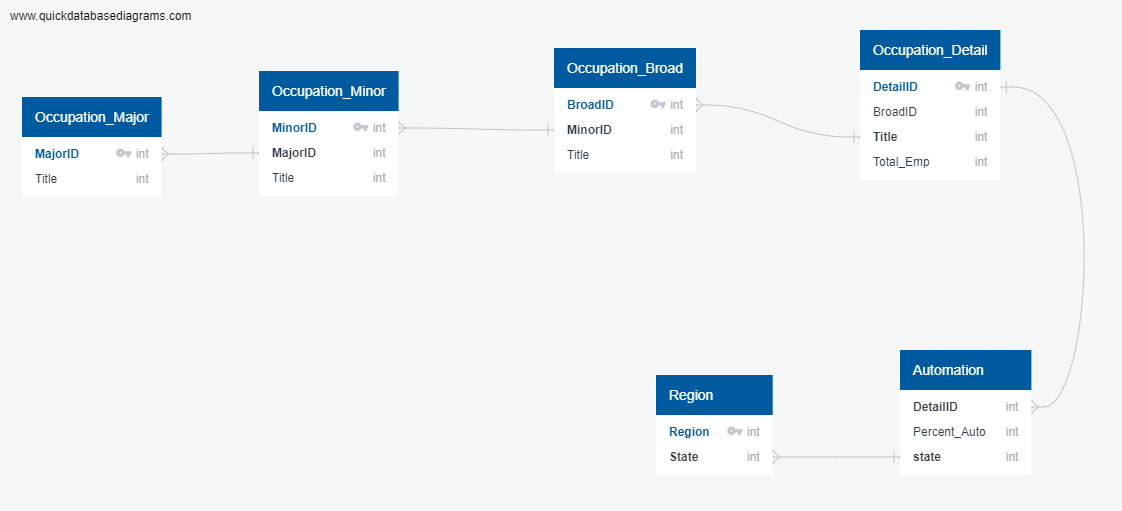 www.quickdatabasediagrams.com
Occupation_Major
MajorID int
Title int
Occupation_Minor
MinorID int
MajorID int
Title int
Occupation_Broad
BroadID int
MinorID int
Title int
Occupation_Detail
DetailID int
BroadID int
Title int
Total_Emp int
Region
Region int
State int
Automation
DetailID int
Percent_Auto int
state int